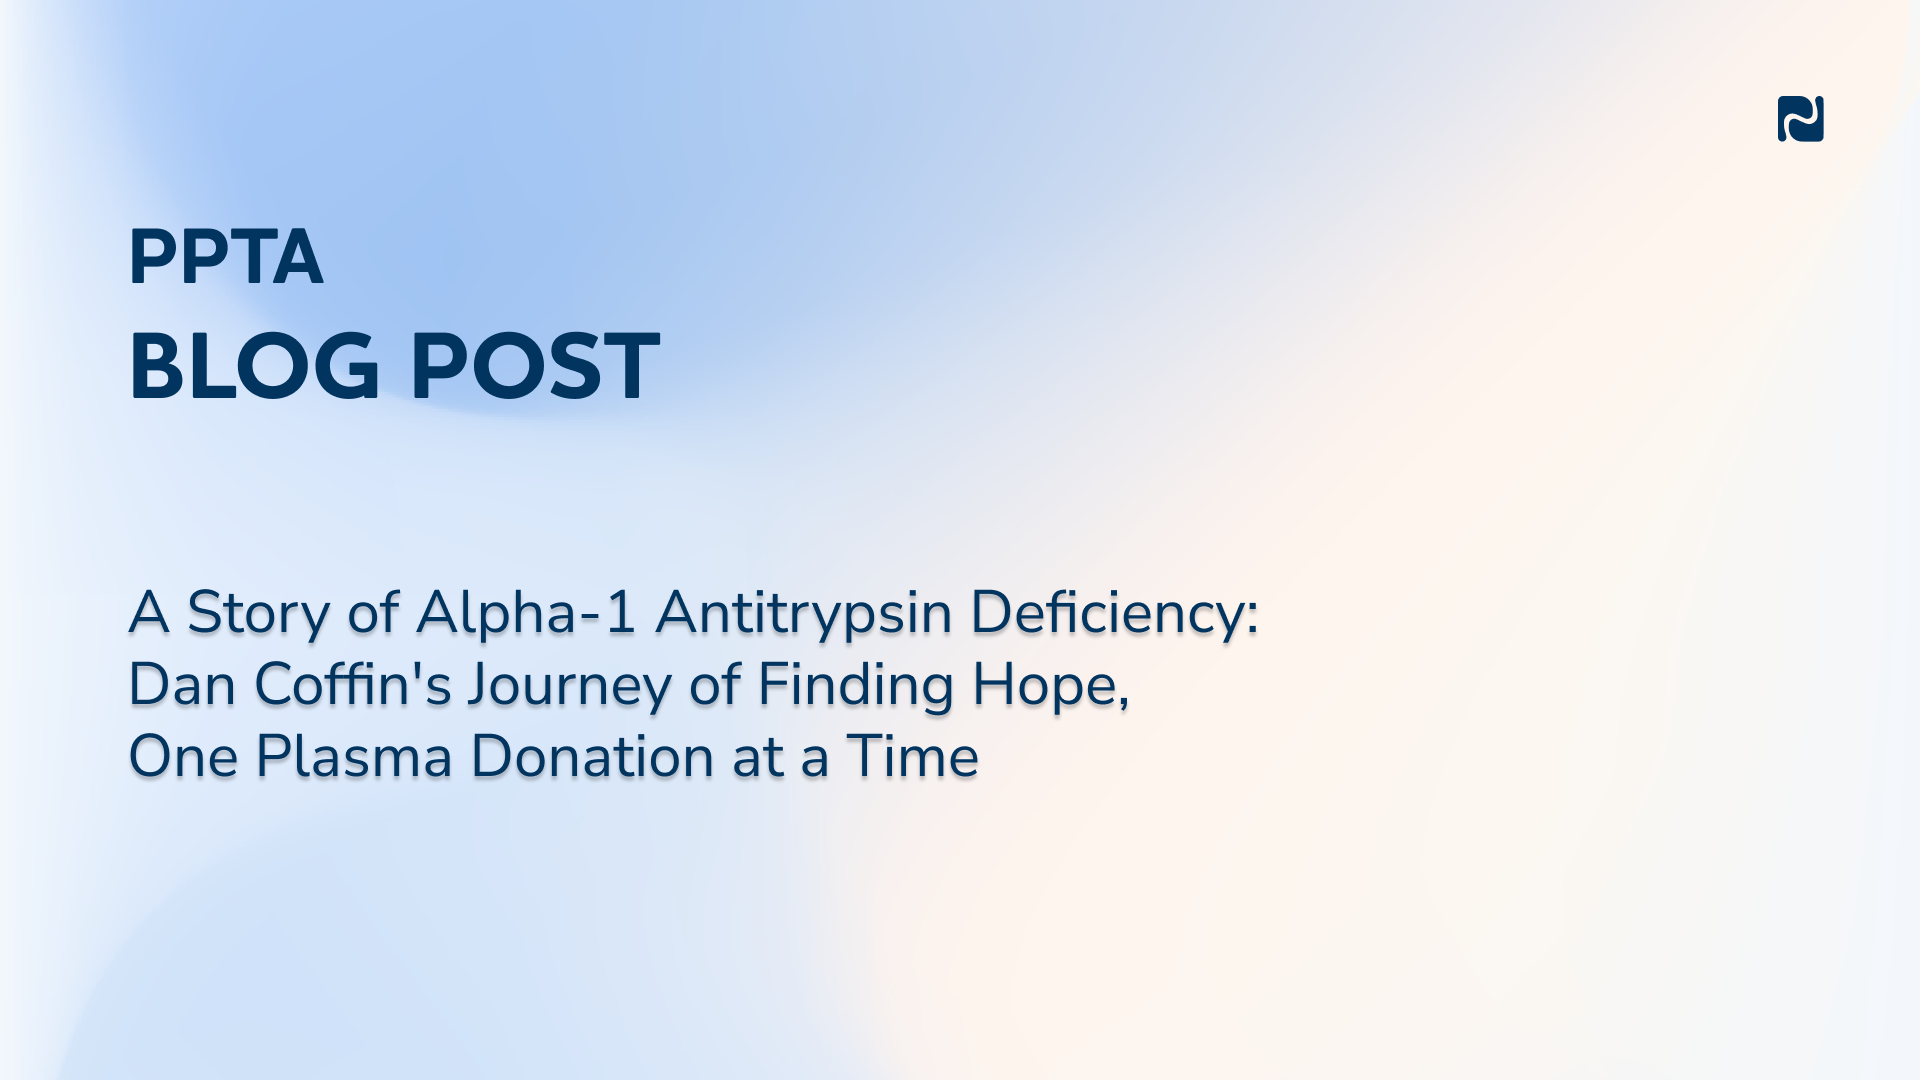 PPTA
BLOG POST
A Story of Alpha-1 Antitrypsin Deficiency:
Dan Coffin's Journey of Finding Hope,
One Plasma Donation at a Time